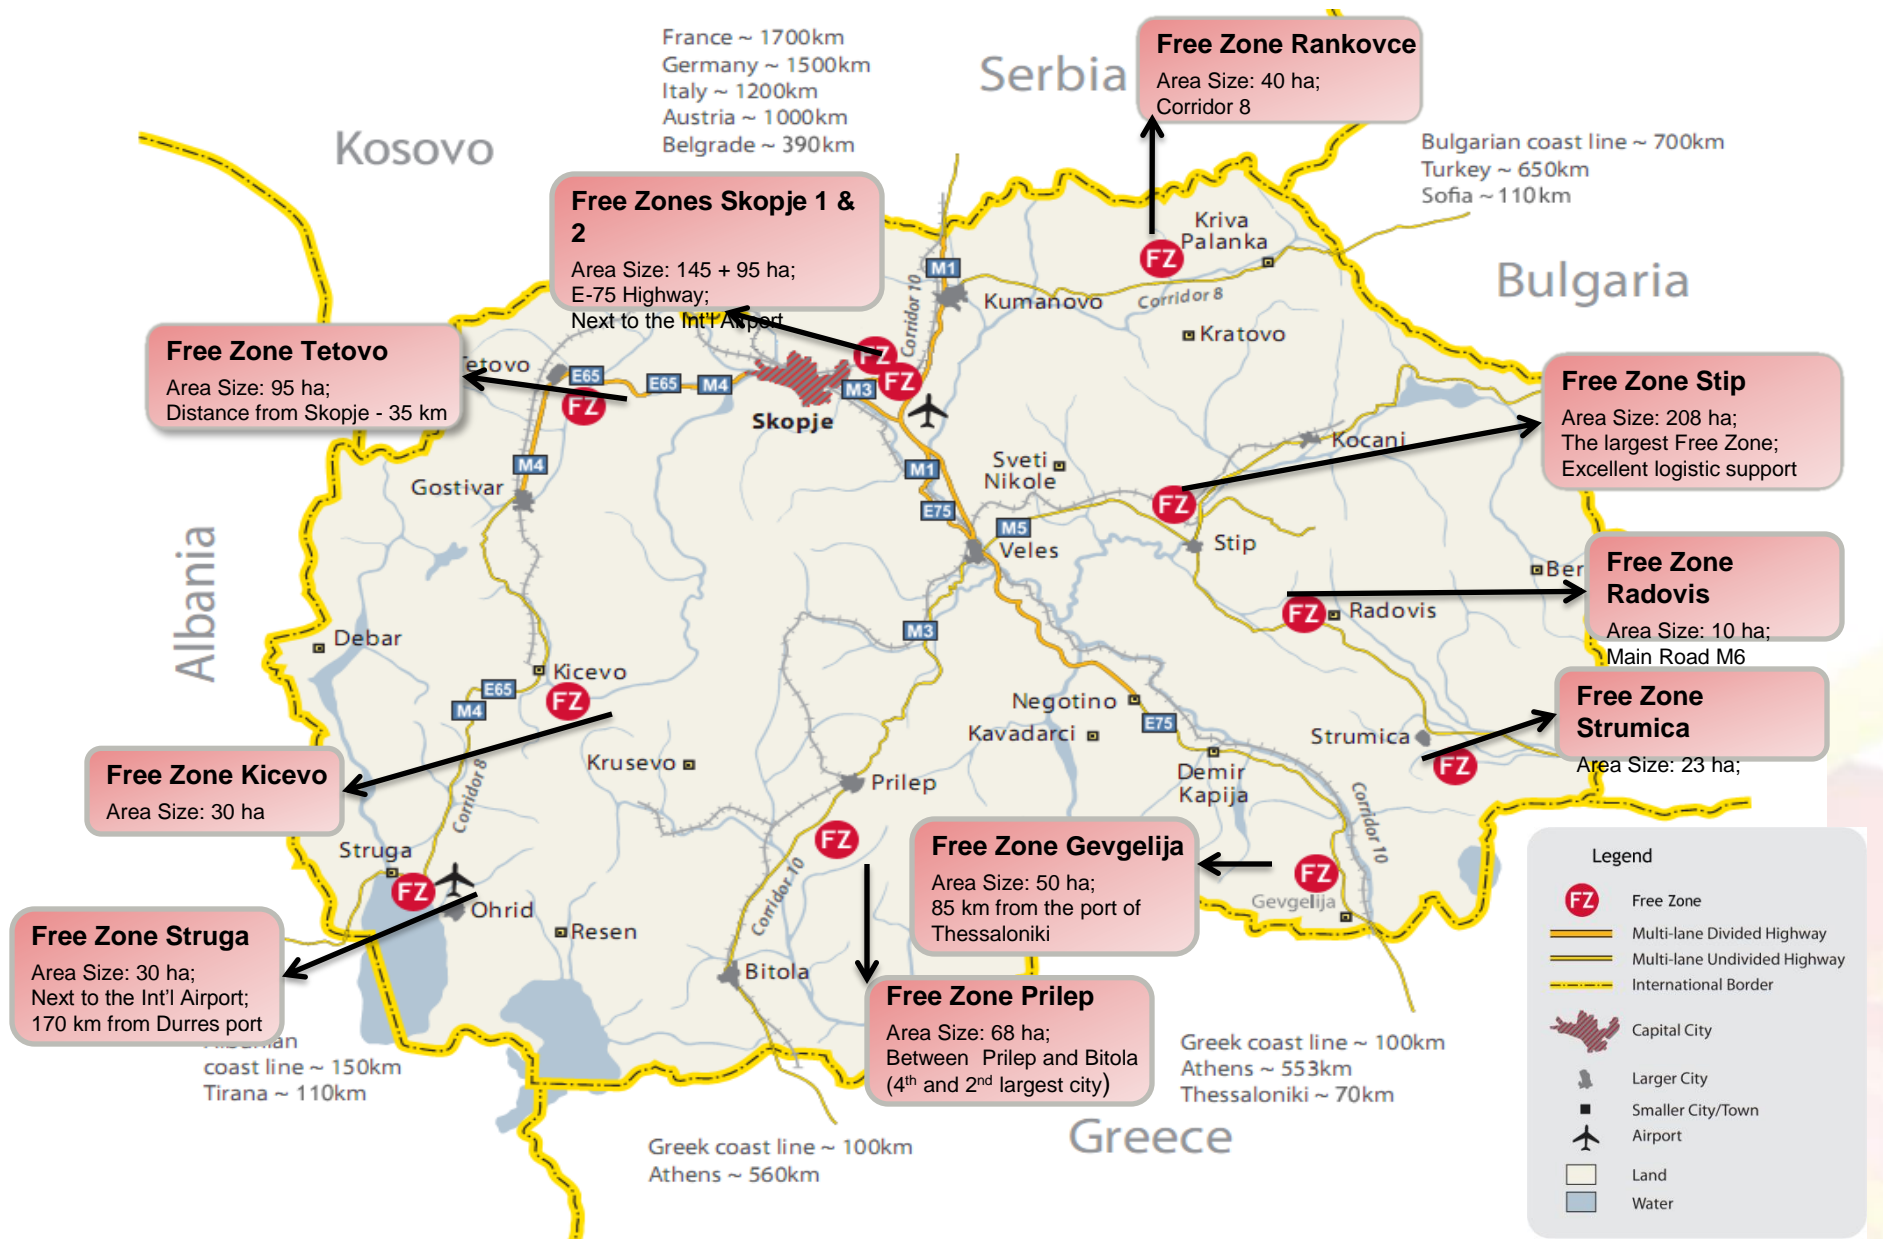 France ~ 1700km
Germany ~ 1500km
Italy ~ 1200km
Austria ~ 1000km
Belgrade ~ 390km
Serbia
Free Zone Rankovce
Area Size: 40 ha;
Corridor 8
Kosovo
Bulgarian coast line ~ 700km
Turkey ~ 650km
Sofia ~ 110km
Free Zones Skopje 1 &
2
Area Size: 145 + 95 ha;
E-75 Highway;
Next to the Int'l Airport
Kriva
Palanka
FZ
Bulgaria
M1
Corridor 10
Kumanovo
Corridor 8
Kratovo
Free Zone Tetovo
Area Size: 95 ha;
Distance from Skopje - 35 km
Tetovo
E65
FZ
E65
M4
Skopje
M3
FZ
FZ
Free Zone Stip
Area Size: 208 ha;
The largest Free Zone;
Excellent logistic support
Kocani
M4
Gostivar
M1
Sveti
Nikole
E75
M5
Veles
FZ
Stip
Albania
Free Zone
Radovis
Area Size: 10 ha;
Main Road M6
Ber
FZ
Radovis
Debar
M3
Kicevo
E65
M4
FZ
Negotino
Kavadarci
E75
Strumica
FZ
Free Zone
Strumica
Area Size: 23 ha;
Free Zone Kicevo
Area Size: 30 ha
Corridor 8
Krusevo
Prilep
Demir
Kapija
Corridor 10
FZ
Corridor 10
Free Zone Gevgelija
Area Size: 50 ha;
85 km from the port of
Thessaloniki
FZ
Gevgelija
Struga
FZ
Ohrid
Resen
Bitola
Free Zone Struga
Area Size: 30 ha;
Next to the Int'l Airport;
170 km from Durres port
Albanian
coast line ~ 150km
Tirana ~ 110km
Free Zone Prilep
Area Size: 68 ha;
Between  Prilep and Bitola
(4th and 2nd largest city)
Greek coast line ~ 100km
Athens ~ 553km
Thessaloniki ~ 70km
Greece
Greek coast line ~ 100km
Athens ~ 560km
Legend
FZ
Free Zone
Multi-lane Divided Highway
Multi-lane Undivided Highway
International Border
Capital City
Larger City
Smaller City/Town
Airport
Land
Water